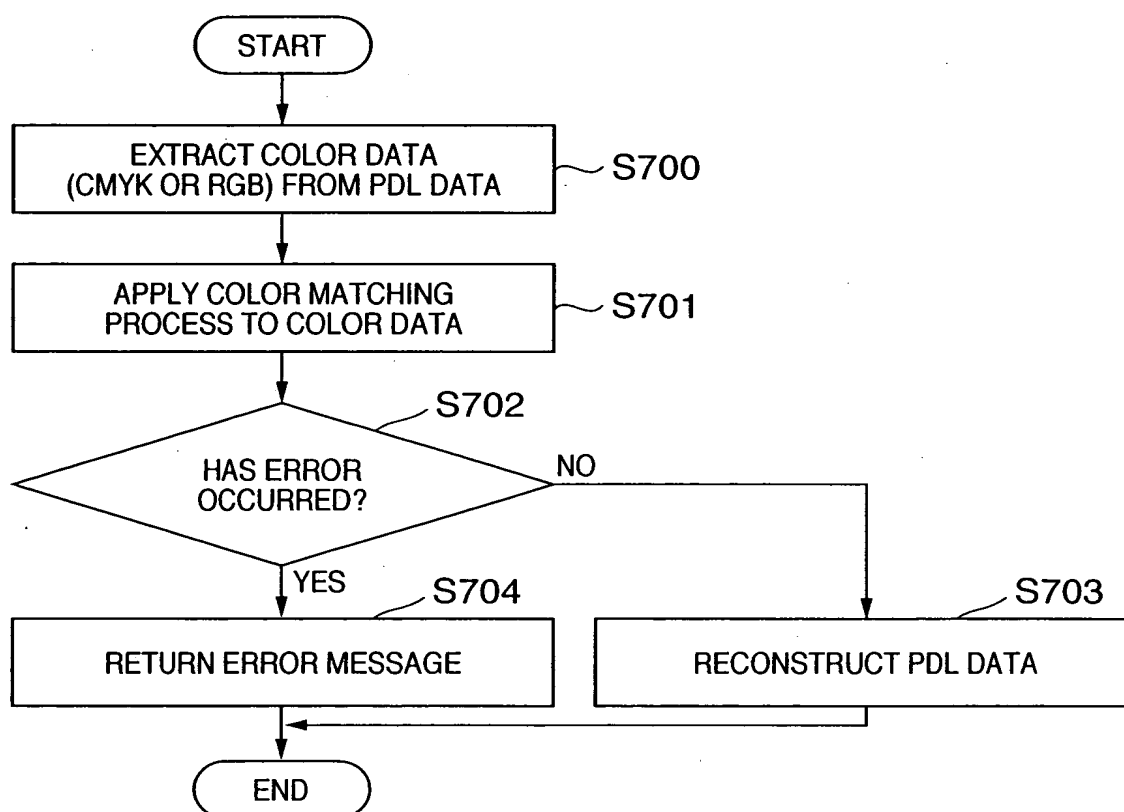 START
EXTRACT COLOR DATA
(CMYK OR RGB) FROM PDL DATA
S700
APPLY COLOR MATCHING
PROCESS TO COLOR DATA
S701
S702
HAS ERROR
OCCURRED?
NO
YES
S704
S703
RETURN ERROR MESSAGE
RECONSTRUCT PDL DATA
END